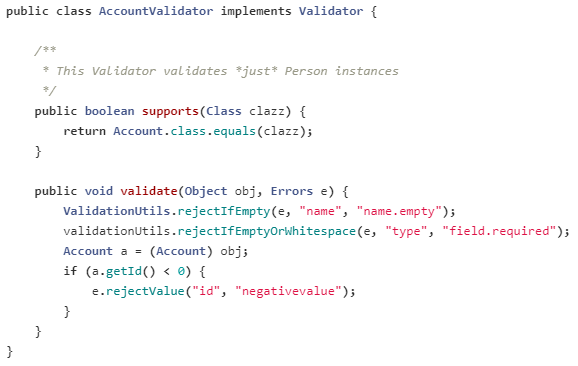 public class AccountValidator implements Validator {
/**
* This Validator validates *just* Person instances
*/
public boolean supports(Class clazz) {
return Account.class.equals(clazz);
}
public void validate(Object obj, Errors e) {
ValidationUtils.rejectIfEmpty(e, "name", "name.empty");
validationUtils.rejectIfEmptyOrWhitespace(e, "type", "field.required");
Account a = (Account) obj;
if (a.getId() < 0) {
e.rejectValue("id", "negativevalue");
}
}
}